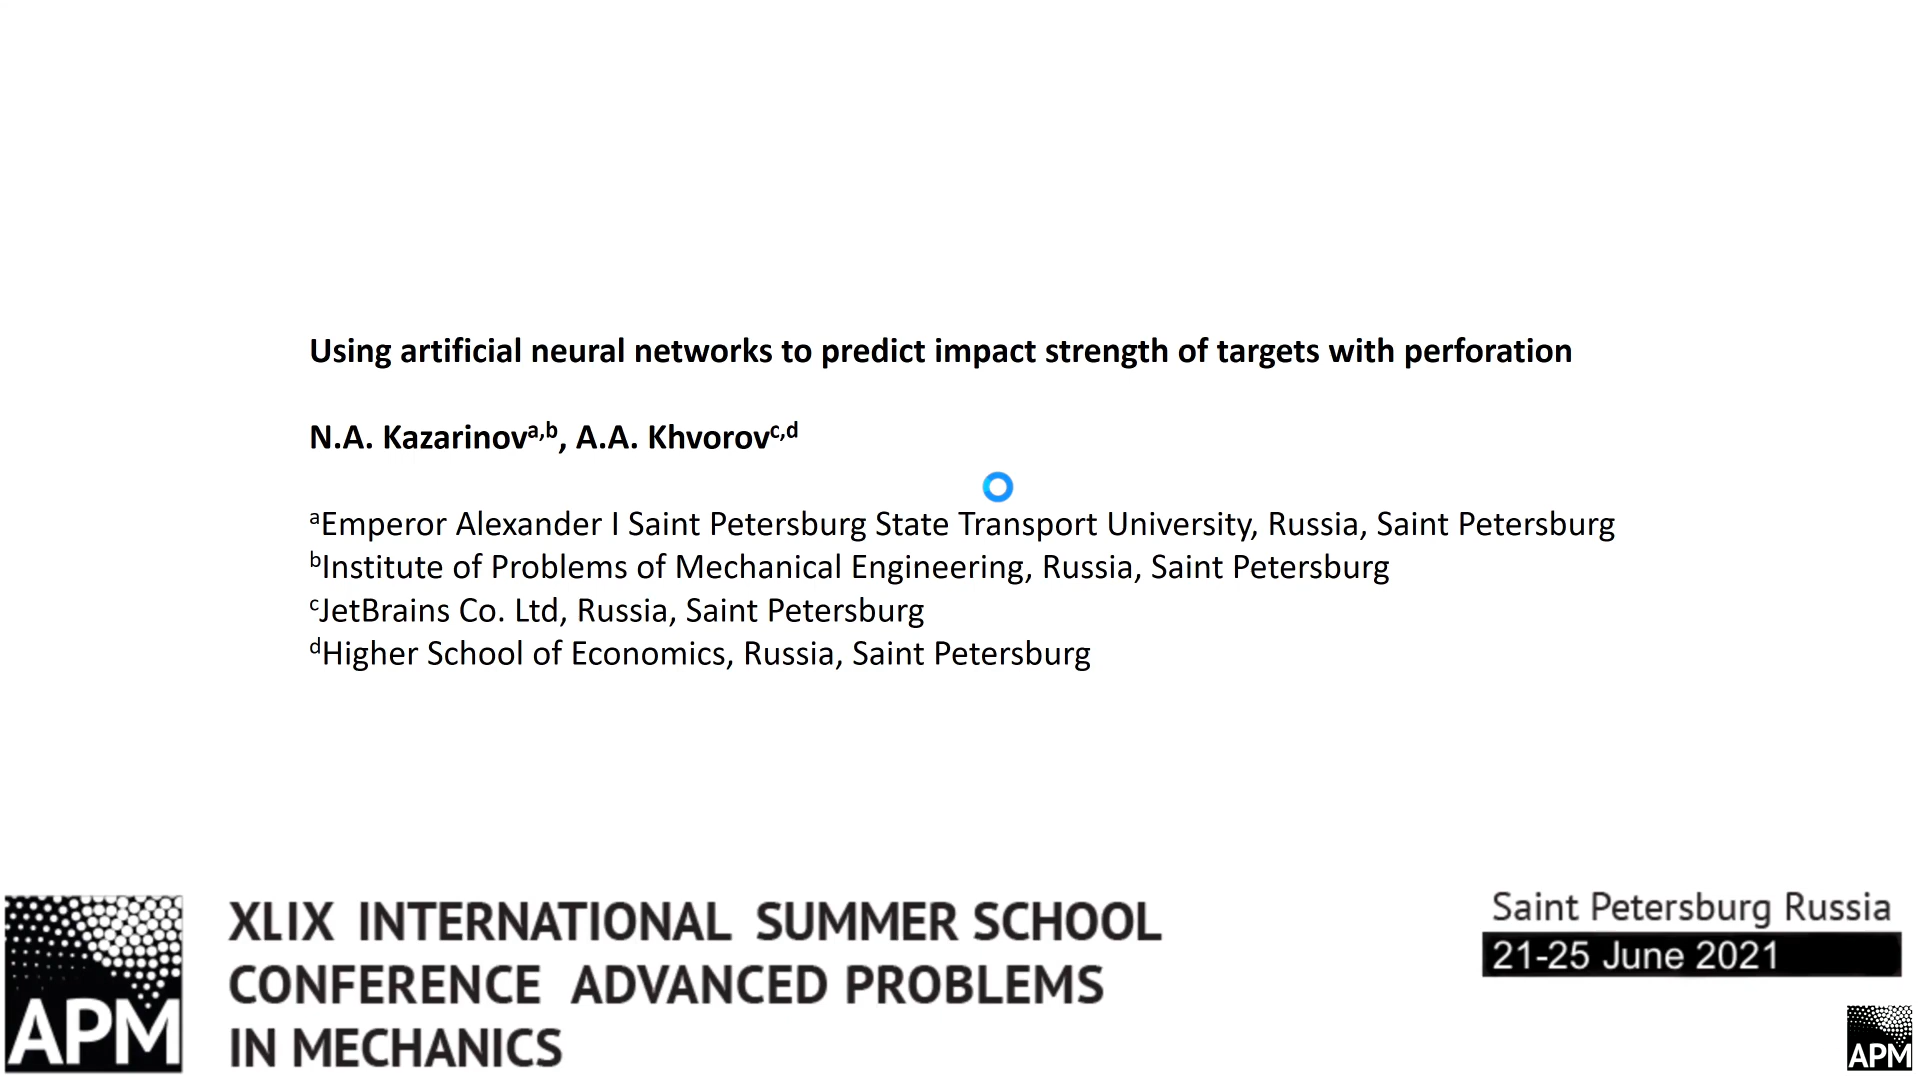 Using artificial neural networks to predict impact strength of targets with perforation
N.A. Kazarinovᵃ,ᵇ, A.A. Khvorovᶜ,ᵈ
ᵃEmperor Alexander I Saint Petersburg State Transport University, Russia, Saint Petersburg
ᵇInstitute of Problems of Mechanical Engineering, Russia, Saint Petersburg
ᶜJetBrains Co. Ltd, Russia, Saint Petersburg
ᵈHigher School of Economics, Russia, Saint Petersburg
APM
XLIX INTERNATIONAL SUMMER SCHOOL
CONFERENCE ADVANCED PROBLEMS
IN MECHANICS
Saint Petersburg Russia
21-25 June 2021
APM